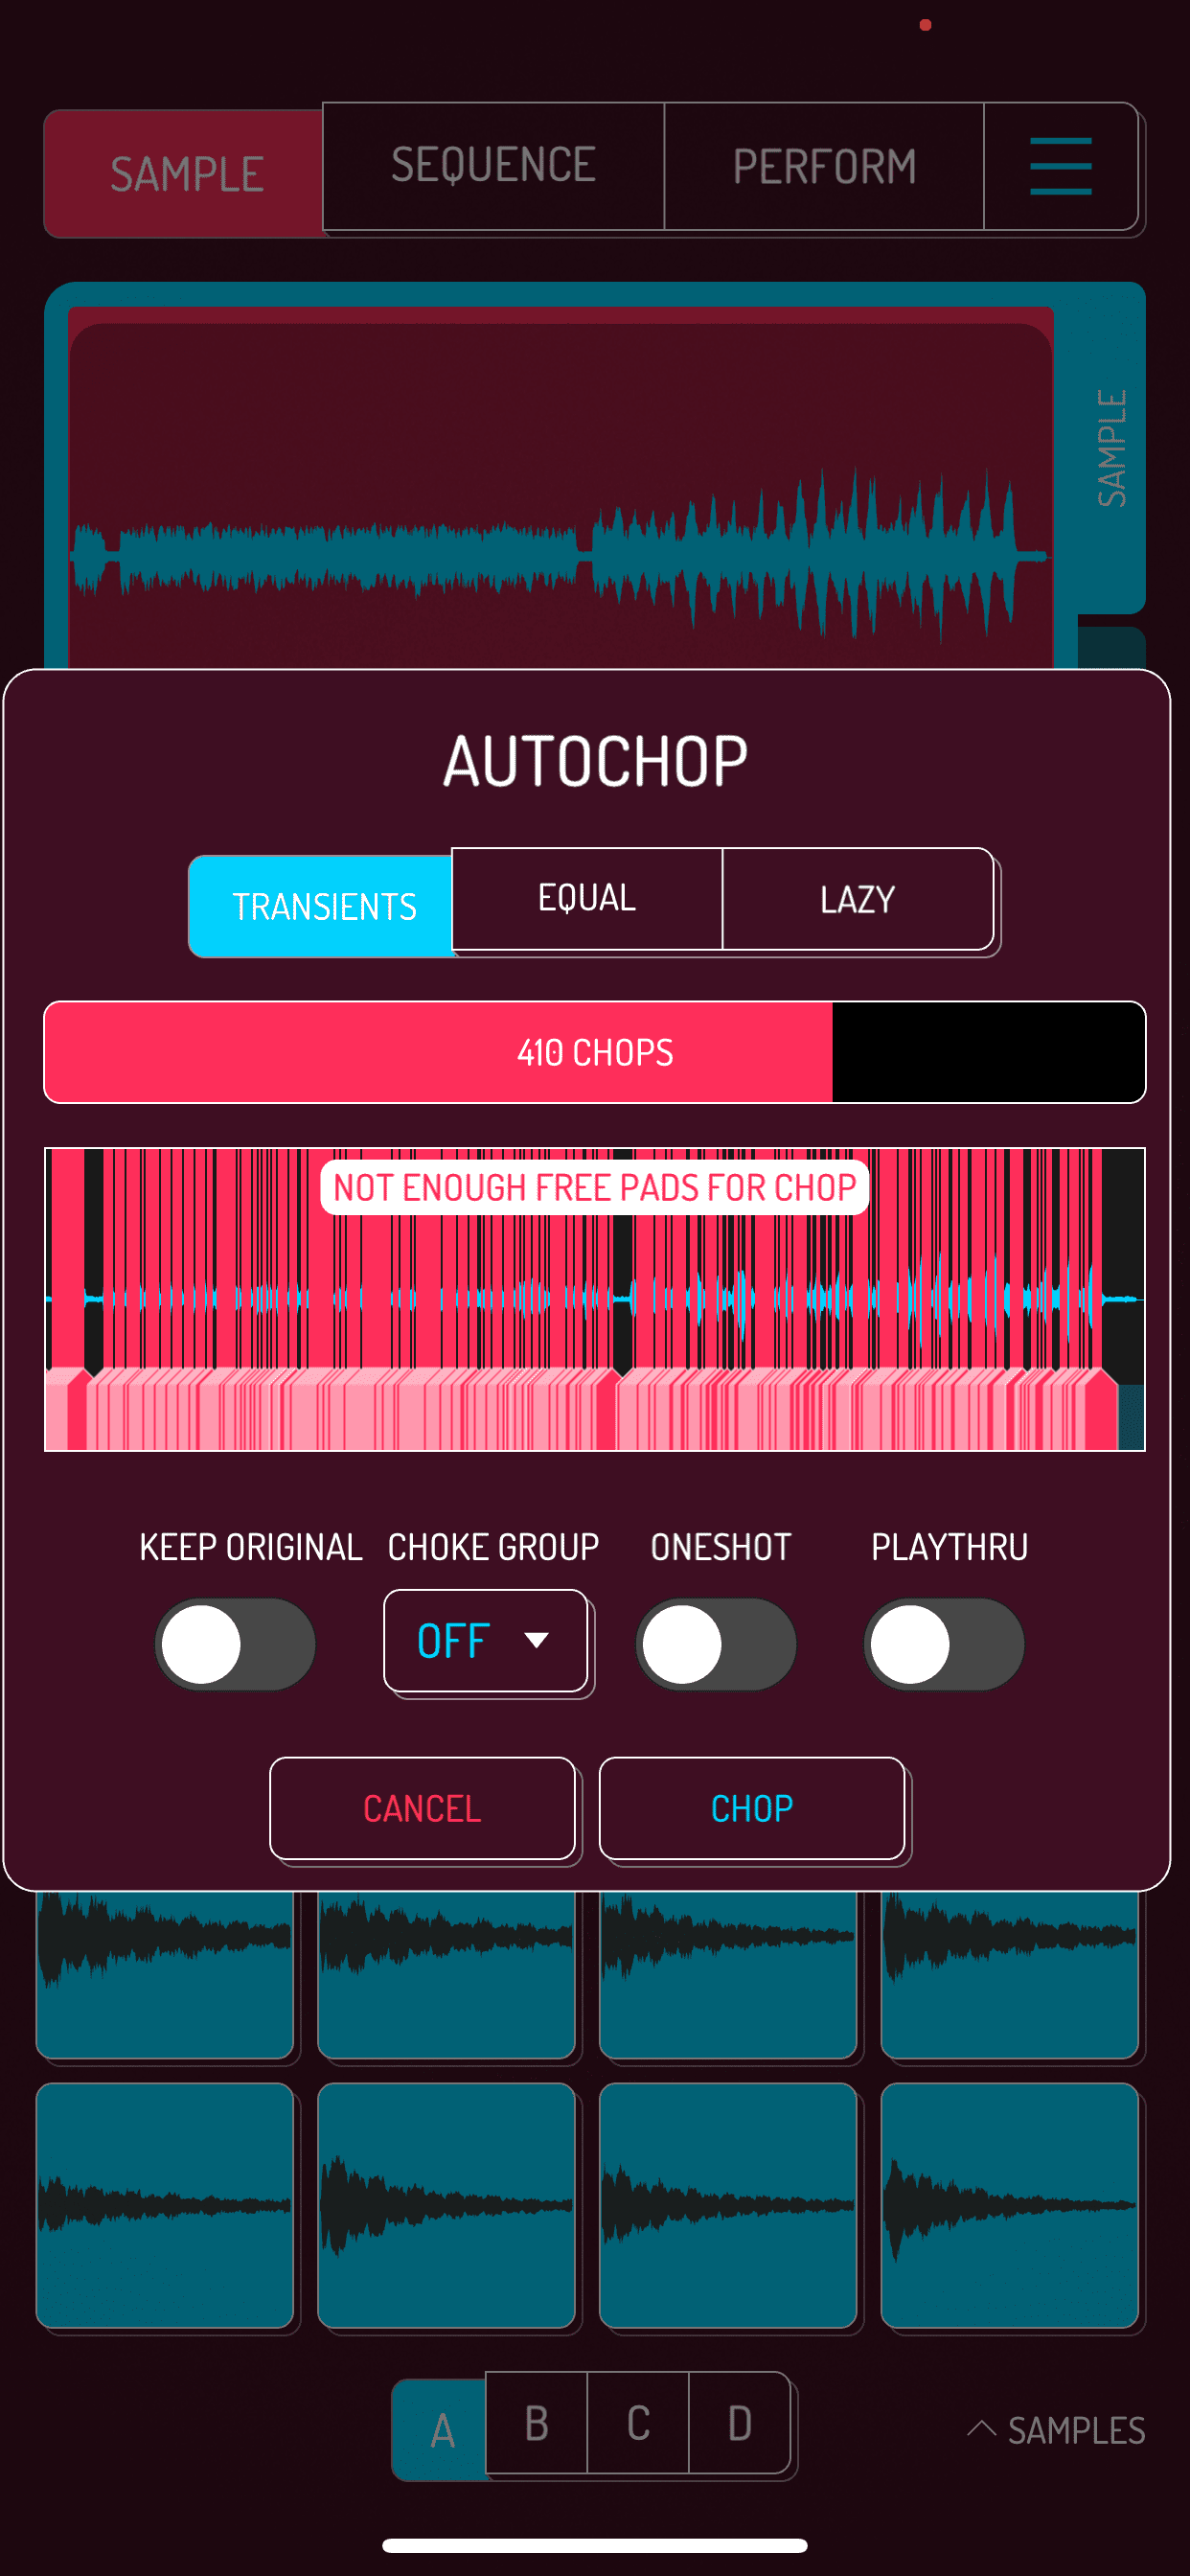 SAMPLE SEQUENCE PERFORM
SAMPLE
AUTOCHOP
TRANSIENTS EQUAL LAZY
410 CHOPS
NOT ENOUGH FREE PADS FOR CHOP
KEEP ORIGINAL CHOKE GROUP ONESHOT PLAYTHRU
OFF
CANCEL CHOP
A B C D SAMPLES